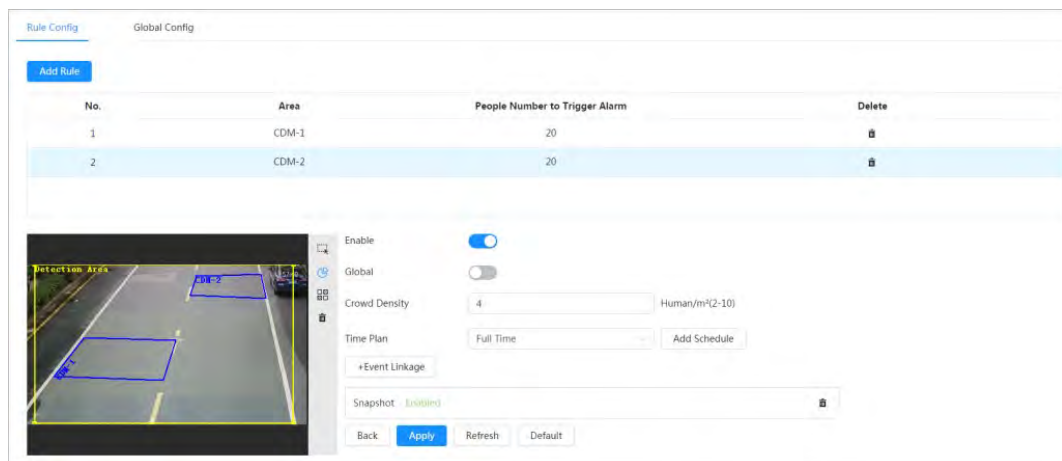 Rule Config Global Config
Add Rule
No. Area People Number to Trigger Alarm Delete
1 CDM-1 20
2 CDM-2 20
Enable
Detection Area
CDM-2
Global
Crowd Density 4 Human/m²(2-10)
CDM-1
Time Plan Full Time Add Schedule
+Event Linkage
Snapshot Enabled
Back Apply Refresh Default